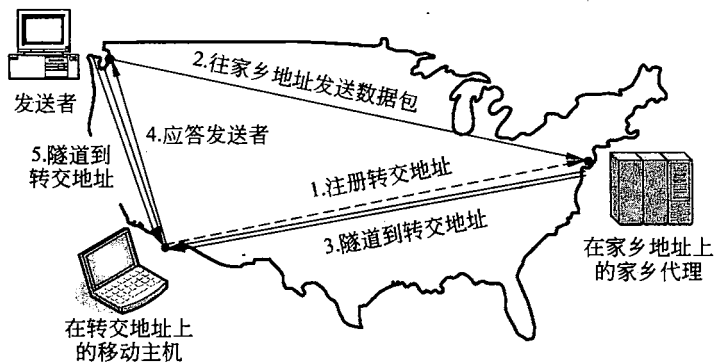 发送者
2.往家乡地址发送数据包
4.应答发送者
5.隧道到
转交地址
1.注册转交地址
3.隧道到转交地址
在家乡地址上
的家乡代理
在转交地址上
的移动主机